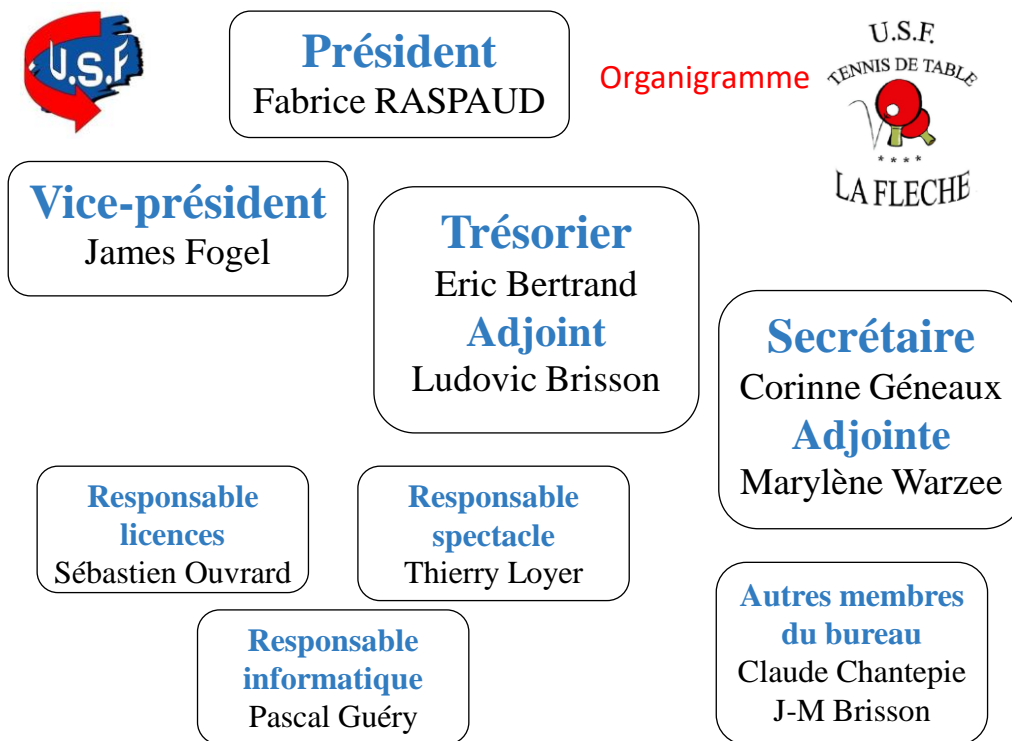 U.S.F
Président
Fabrice RASPAUD
Organigramme
U.S.F.
TENNIS DE TABLE
* * * *
LA FLECHE
Vice-président
James Fogel
Trésorier
Eric Bertrand
Adjoint
Ludovic Brisson
Secrétaire
Corinne Géneaux
Adjointe
Marylène Warzee
Responsable
licences
Sébastien Ouvrard
Responsable
spectacle
Thierry Loyer
Responsable
informatique
Pascal Guéry
Autres membres
du bureau
Claude Chantepie
J-M Brisson